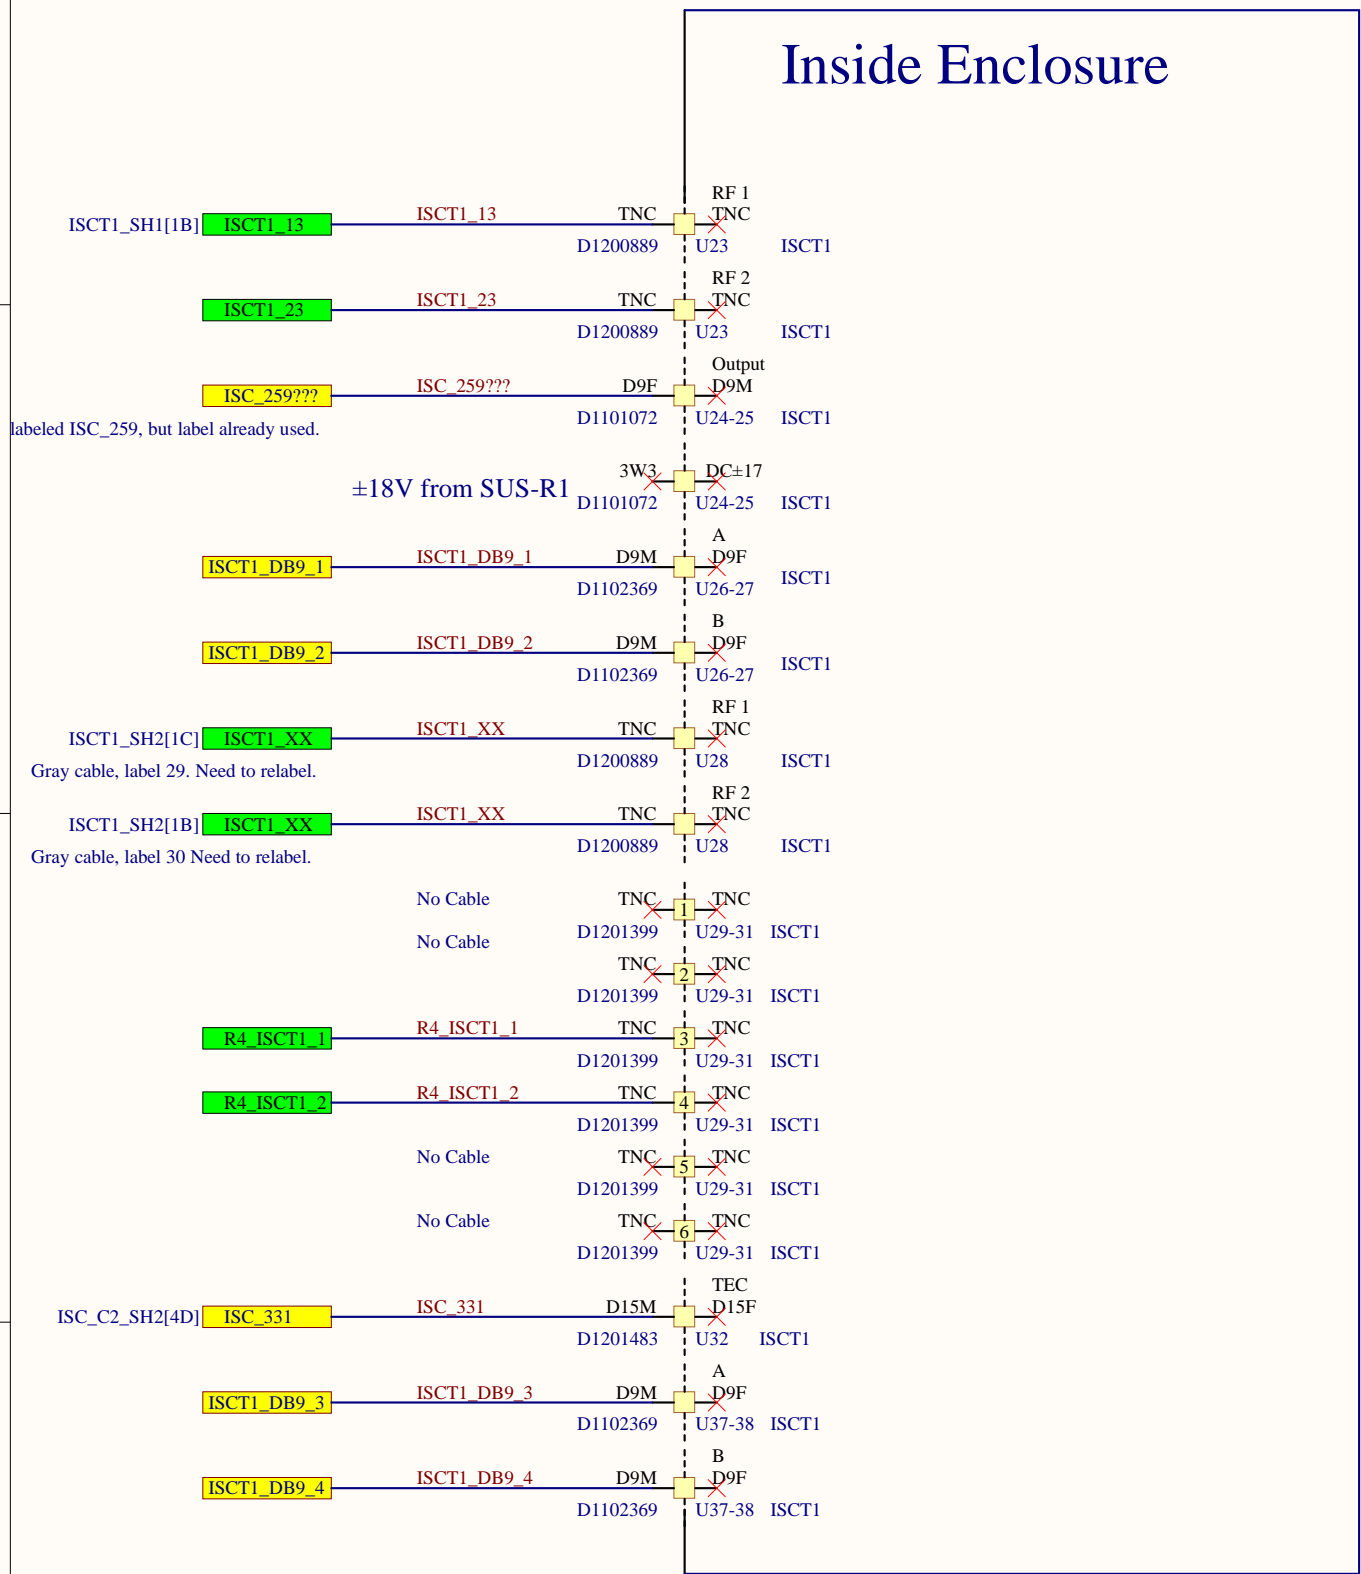 Inside Enclosure
RF 1
ISCT1_SH1[1B] ISCT1_13 ISCT1_13 TNC TNC
D1200889 U23 ISCT1
RF 2
ISCT1_23 ISCT1_23 TNC TNC
D1200889 U23 ISCT1
Output
ISC_259??? ISC_259??? D9F D9M
D1101072 U24-25 ISCT1
labeled ISC_259, but label already used.
3W3 DC±17
±18V from SUS-R1
D1101072 U24-25 ISCT1
A
ISCT1_DB9_1 ISCT1_DB9_1 D9M D9F
D1102369 U26-27 ISCT1
B
ISCT1_DB9_2 ISCT1_DB9_2 D9M D9F
D1102369 U26-27 ISCT1
RF 1
ISCT1_SH2[1C] ISCT1_XX ISCT1_XX TNC TNC
D1200889 U28 ISCT1
Gray cable, label 29. Need to relabel.
RF 2
ISCT1_SH2[1B] ISCT1_XX ISCT1_XX TNC TNC
D1200889 U28 ISCT1
Gray cable, label 30 Need to relabel.
No Cable TNC 1 TNC
D1201399 U29-31 ISCT1
No Cable
TNC 2 TNC
D1201399 U29-31 ISCT1
R4_ISCT1_1 R4_ISCT1_1 TNC 3 TNC
D1201399 U29-31 ISCT1
R4_ISCT1_2 R4_ISCT1_2 TNC 4 TNC
D1201399 U29-31 ISCT1
No Cable TNC 5 TNC
D1201399 U29-31 ISCT1
No Cable TNC 6 TNC
D1201399 U29-31 ISCT1
TEC
ISC_C2_SH2[4D] ISC_331 ISC_331 D15M D15F
D1201483 U32 ISCT1
A
ISCT1_DB9_3 ISCT1_DB9_3 D9M D9F
D1102369 U37-38 ISCT1
B
ISCT1_DB9_4 ISCT1_DB9_4 D9M D9F
D1102369 U37-38 ISCT1